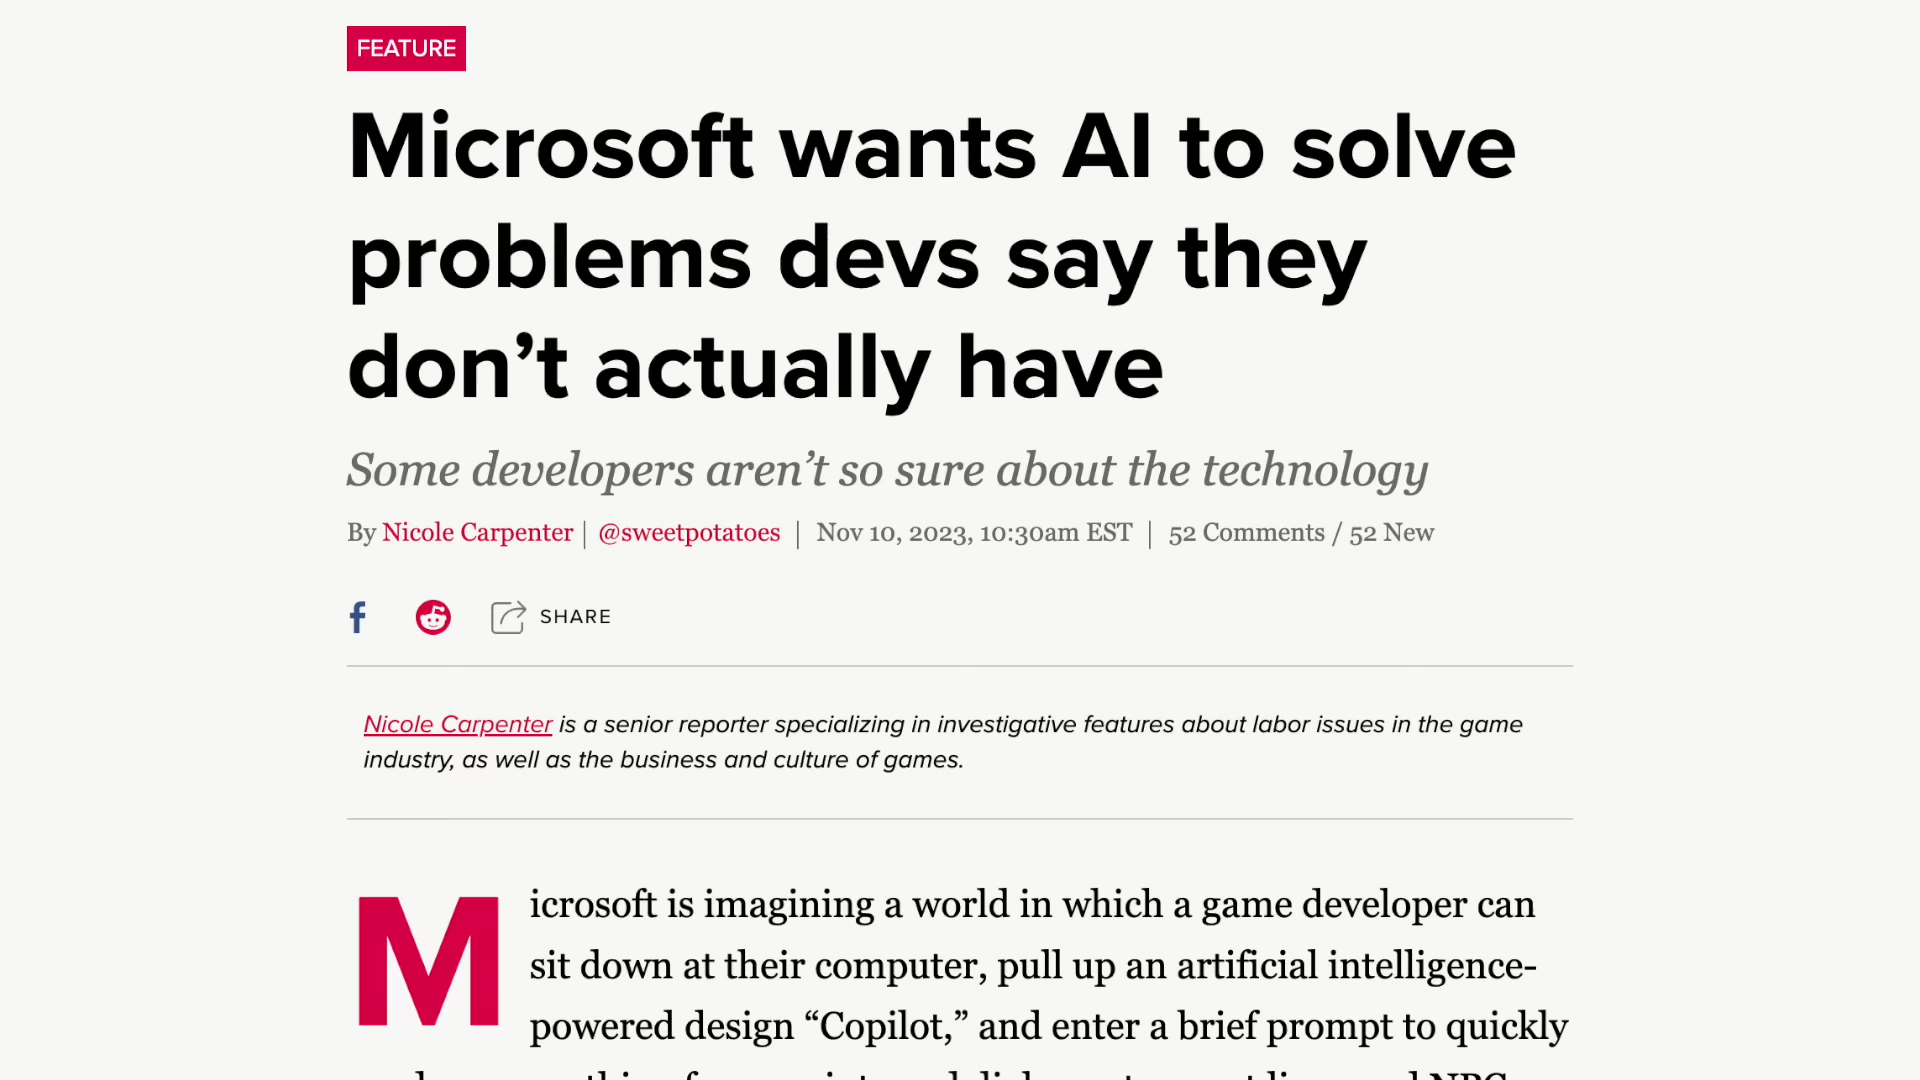 FEATURE
Microsoft wants AI to solve
problems devs say they
don’t actually have
Some developers aren’t so sure about the technology
By Nicole Carpenter | @sweetpotatoes | Nov 10, 2023, 10:30am EST | 52 Comments / 52 New
SHARE
Nicole Carpenter is a senior reporter specializing in investigative features about labor issues in the game
industry, as well as the business and culture of games.
Microsoft is imagining a world in which a game developer can
sit down at their computer, pull up an artificial intelligence-
powered design “Copilot,” and enter a brief prompt to quickly